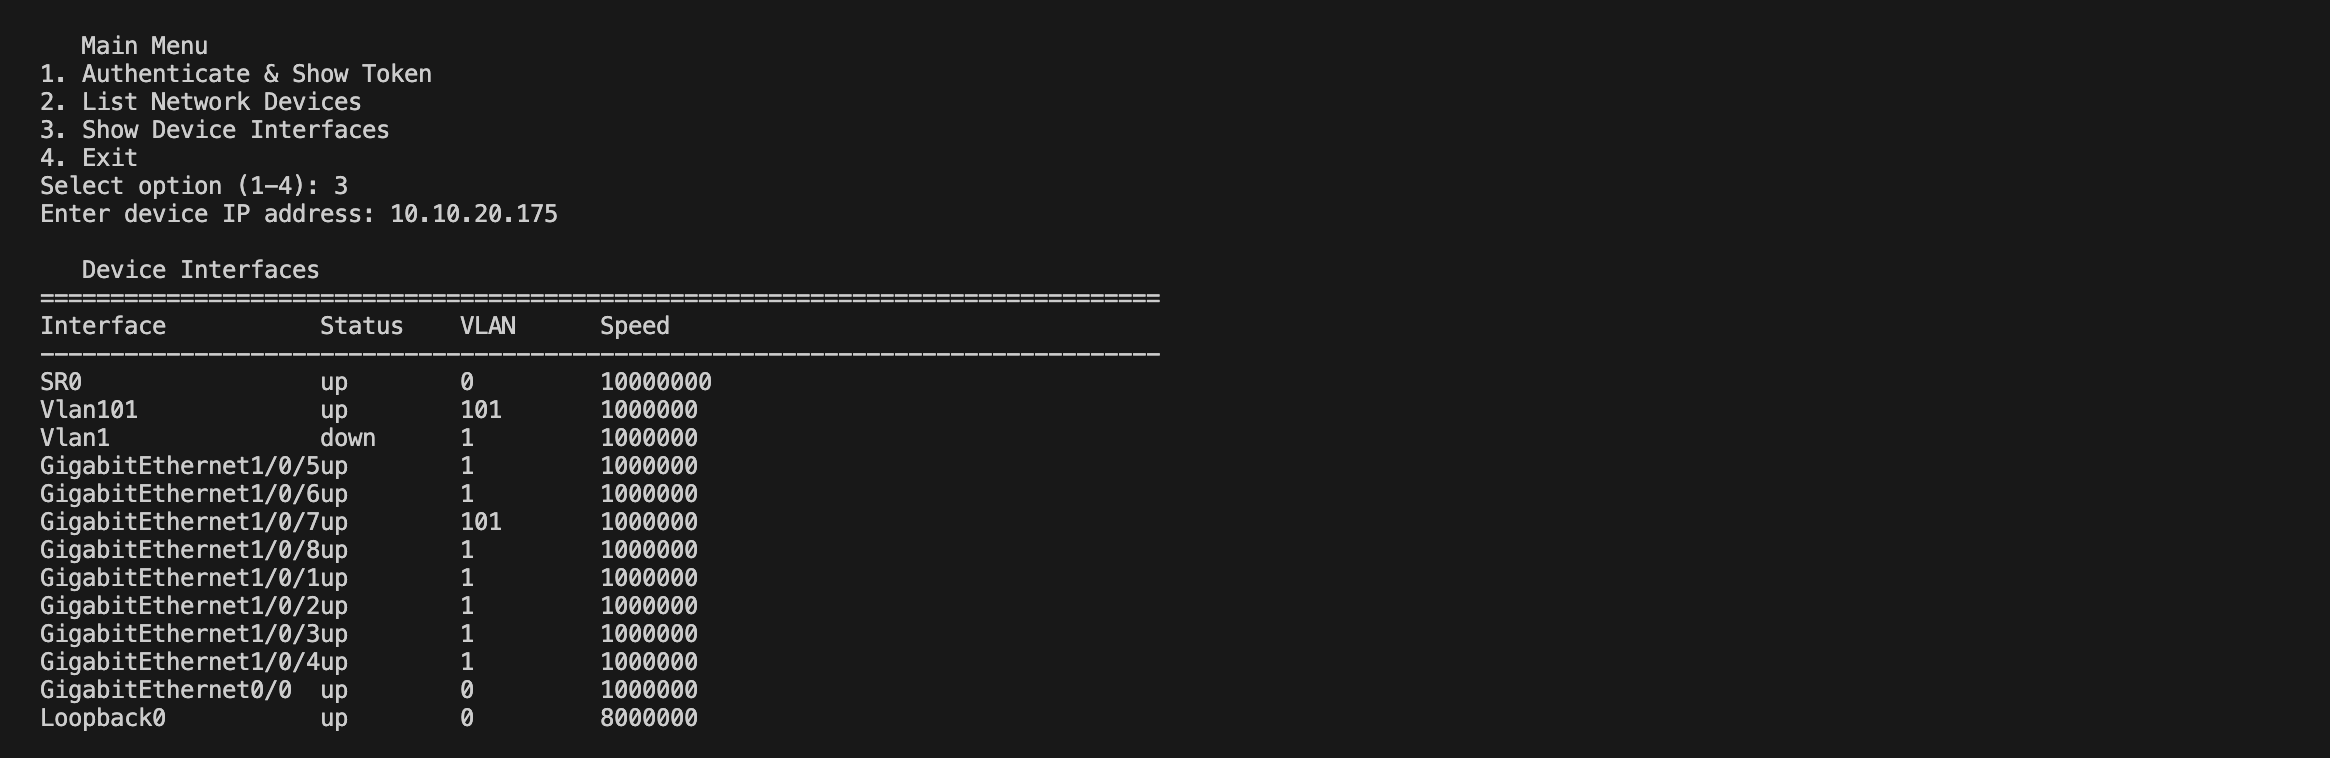 Main Menu
1. Authenticate & Show Token
2. List Network Devices
3. Show Device Interfaces
4. Exit
Select option (1-4): 3
Enter device IP address: 10.10.20.175
Device Interfaces
================================================================================
Interface           Status    VLAN      Speed
--------------------------------------------------------------------------------
SR0                 up        0         10000000
Vlan101             up        101       1000000
Vlan1               down      1         1000000
GigabitEthernet1/0/5up        1         1000000
GigabitEthernet1/0/6up        1         1000000
GigabitEthernet1/0/7up        101       1000000
GigabitEthernet1/0/8up        1         1000000
GigabitEthernet1/0/1up        1         1000000
GigabitEthernet1/0/2up        1         1000000
GigabitEthernet1/0/3up        1         1000000
GigabitEthernet1/0/4up        1         1000000
GigabitEthernet0/0  up        0         1000000
Loopback0           up        0         8000000